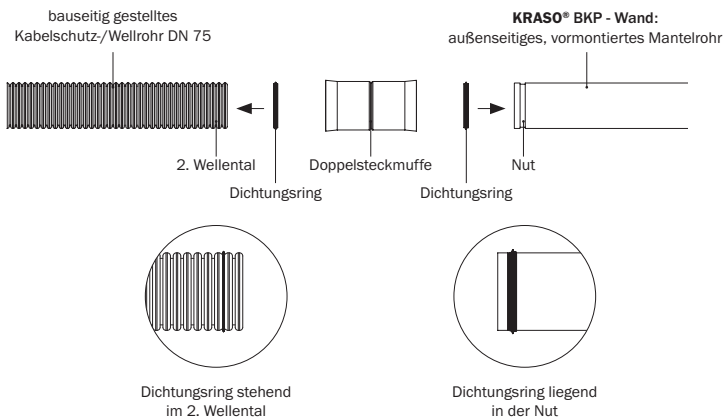 bauseitig gestelltes
Kabelschutz-/Wellrohr DN 75
KRASO® BKP - Wand:
außenseitiges, vormontiertes Mantelrohr
2. Wellental
Doppelsteckmuffe
Nut
Dichtungsring
Dichtungsring
Dichtungsring stehend
im 2. Wellental
Dichtungsring liegend
in der Nut